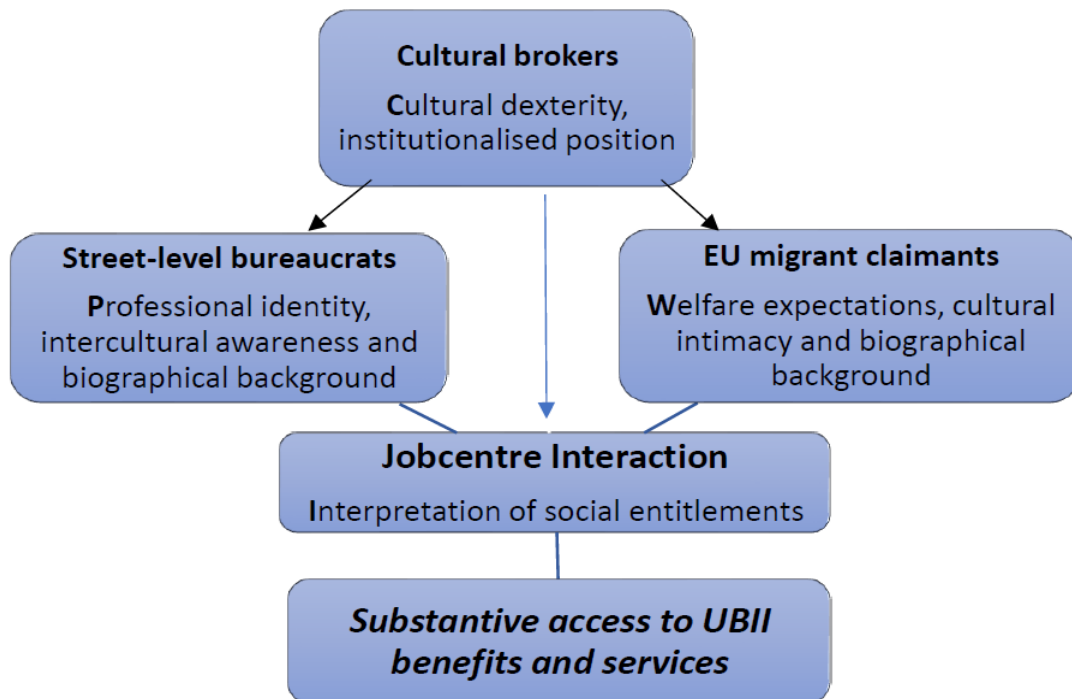 Cultural brokers
Cultural dexterity,
institutionalised position
Street-level bureaucrats
Professional identity,
intercultural awareness and
biographical background
EU migrant claimants
Welfare expectations, cultural
intimacy and biographical
background
Jobcentre Interaction
Interpretation of social entitlements
Substantive access to UBII
benefits and services